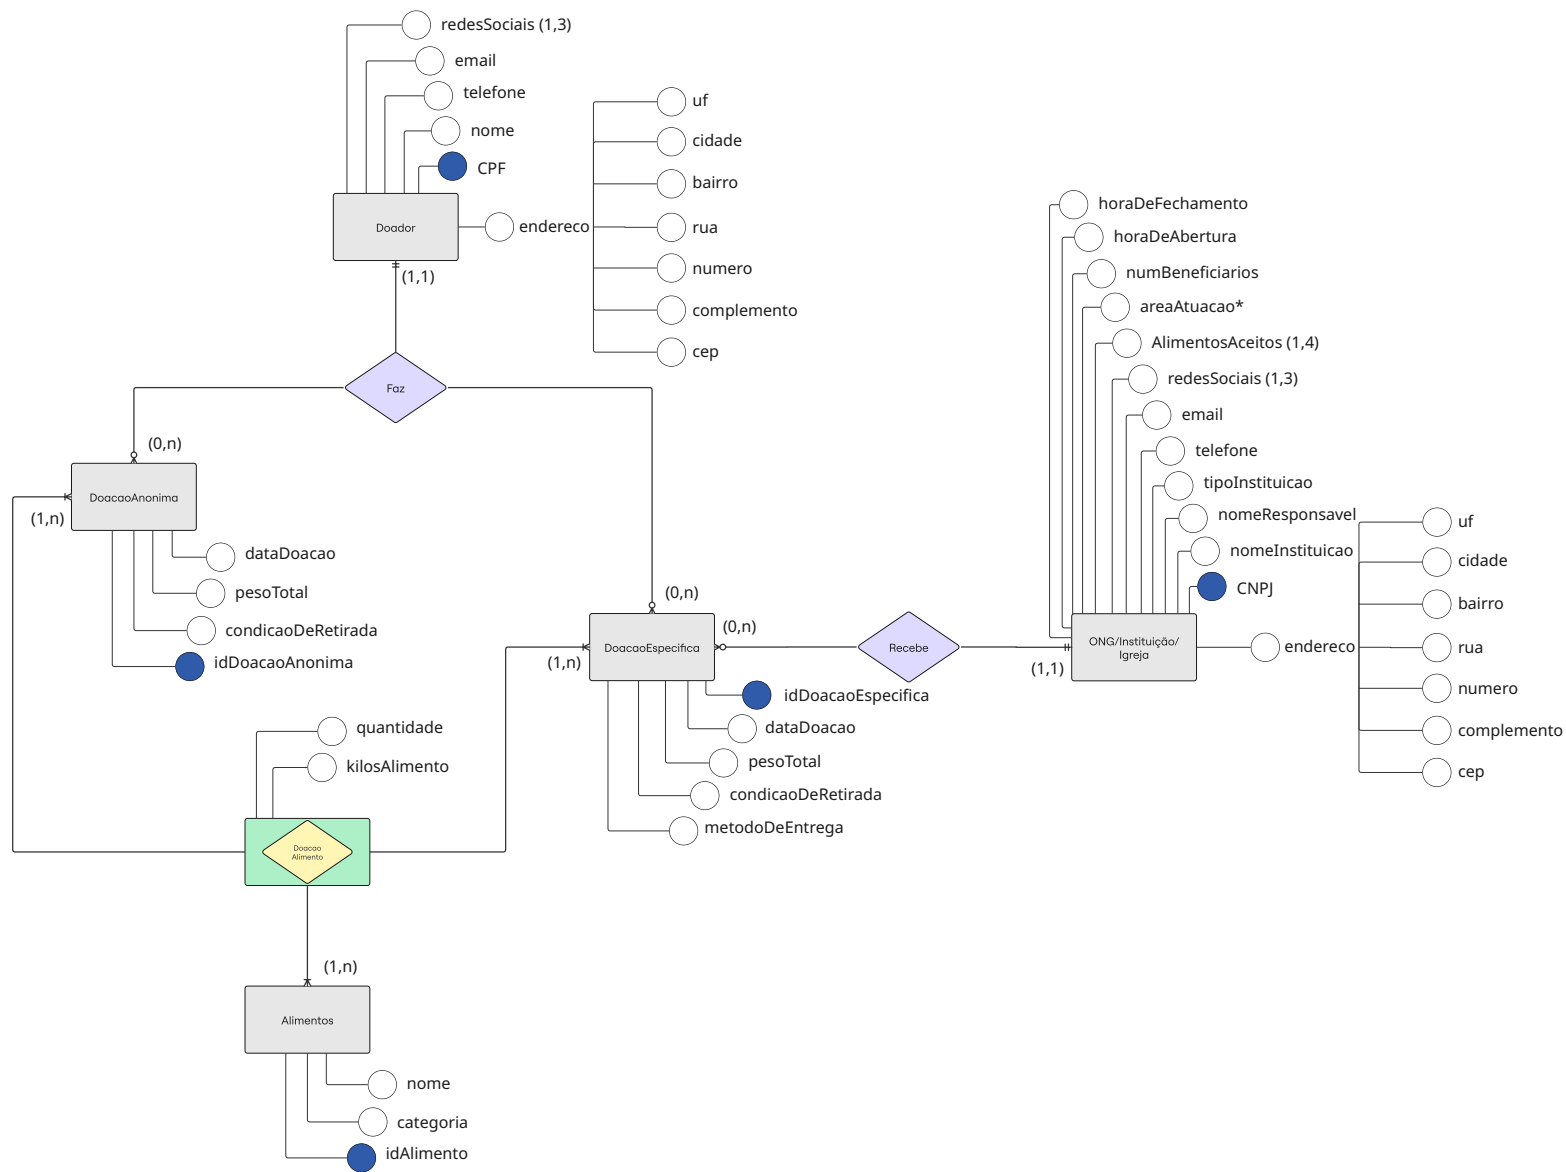 redesSociais (1,3)
email
telefone
nome
CPF
Doador
endereco
uf
cidade
bairro
rua
numero
complemento
cep
(1,1)
Faz
(0,n)
DoacaoAnonima
(1,n)
dataDoacao
pesoTotal
condicaoDeRetirada
idDoacaoAnonima
(0,n)
DoacaoEspecifica
(1,n)
(0,n)
idDoacaoEspecifica
dataDoacao
pesoTotal
condicaoDeRetirada
metodoDeEntrega
Recebe
(1,1)
horaDeFechamento
horaDeAbertura
numBeneficiarios
areaAtuacao*
AlimentosAceitos (1,4)
redesSociais (1,3)
email
telefone
tipoInstituicao
nomeResponsavel
nomeInstituicao
CNPJ
ONG/Instituição/
Igreja
endereco
uf
cidade
bairro
rua
numero
complemento
cep
quantidade
kilosAlimento
Doacao
Alimento
(1,n)
Alimentos
nome
categoria
idAlimento